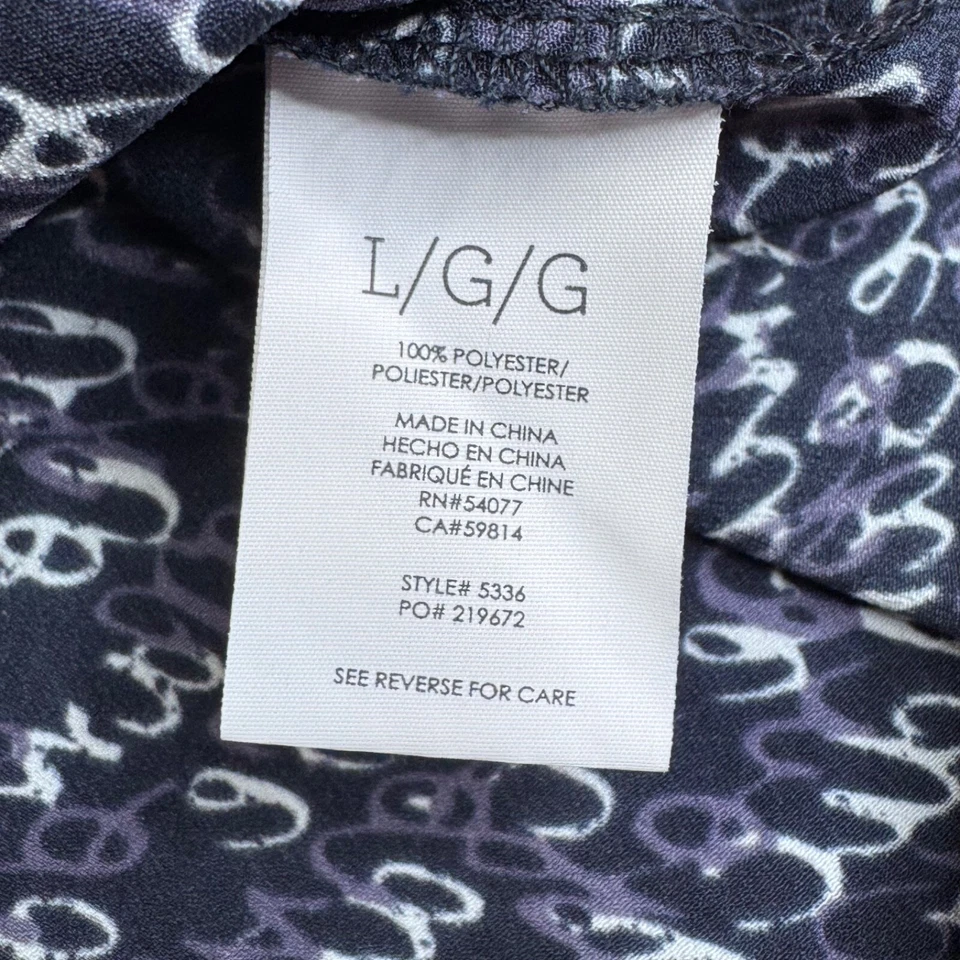 L/G/G
100% POLYESTER/
POLIESTER/POLYESTER
MADE IN CHINA
HECHO EN CHINA
FABRIQUÉ EN CHINE
RN#54077
CA#59814
STYLE# 5336
PO# 219672
SEE REVERSE FOR CARE